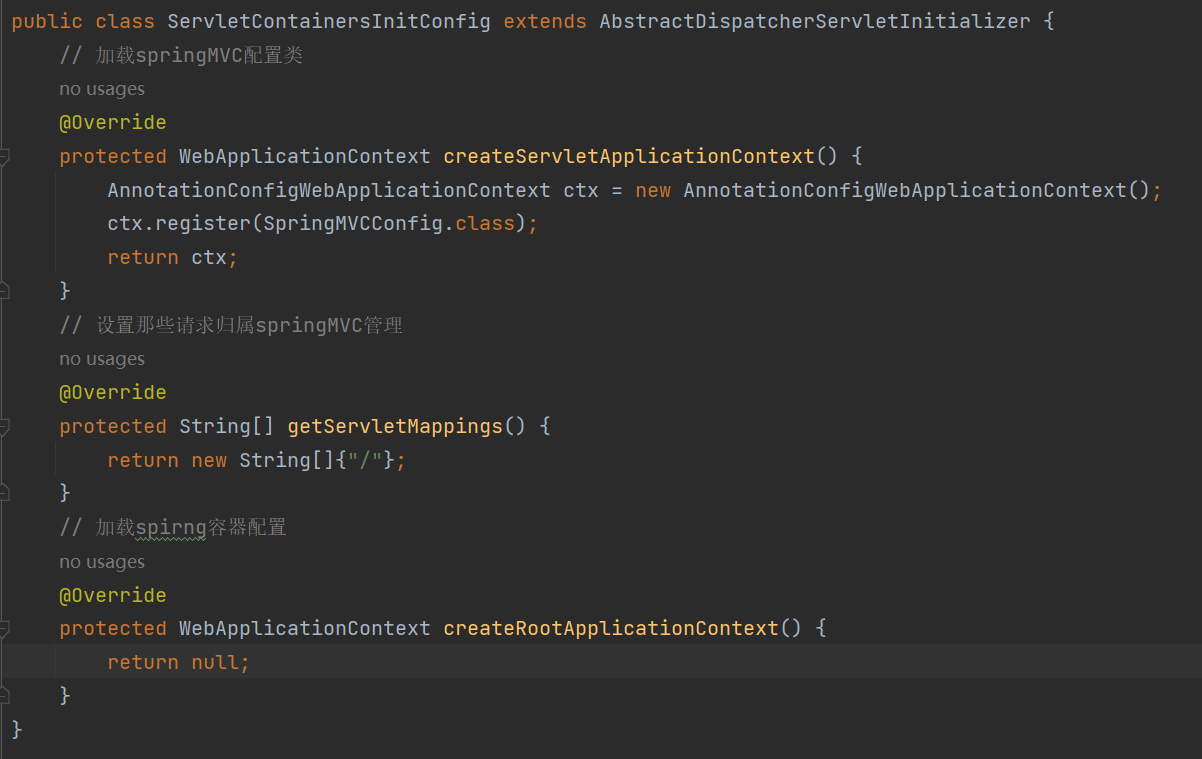 public class ServletContainersInitConfig extends AbstractDispatcherServletInitializer {
// 加载springMVC配置类
no usages
@Override
protected WebApplicationContext createServletApplicationContext() {
AnnotationConfigWebApplicationContext ctx = new AnnotationConfigWebApplicationContext();
ctx.register(SpringMVCConfig.class);
return ctx;
}
// 设置那些请求归属springMVC管理
no usages
@Override
protected String[] getServletMappings() {
return new String[]{"/"};
}
// 加载spirng容器配置
no usages
@Override
protected WebApplicationContext createRootApplicationContext() {
return null;
}
}